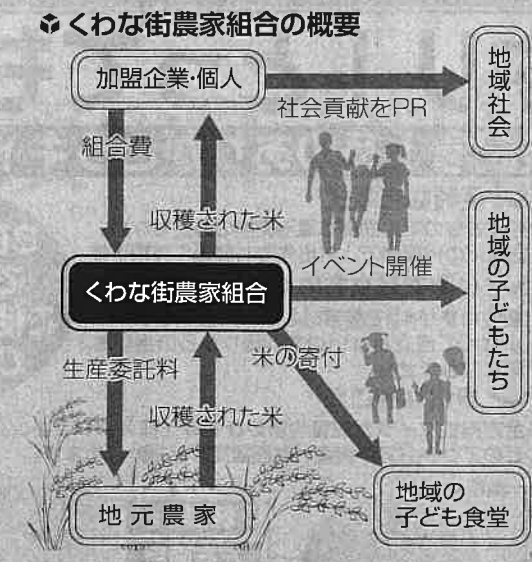 くわな街農家組合の概要
加盟企業・個人
地域社会
社会貢献をPR
組合費
収穫された米
くわな街農家組合
イベント開催
地域の子どもたち
生産委託料
米の寄付
収穫された米
地元農家
地域の
子ども食堂